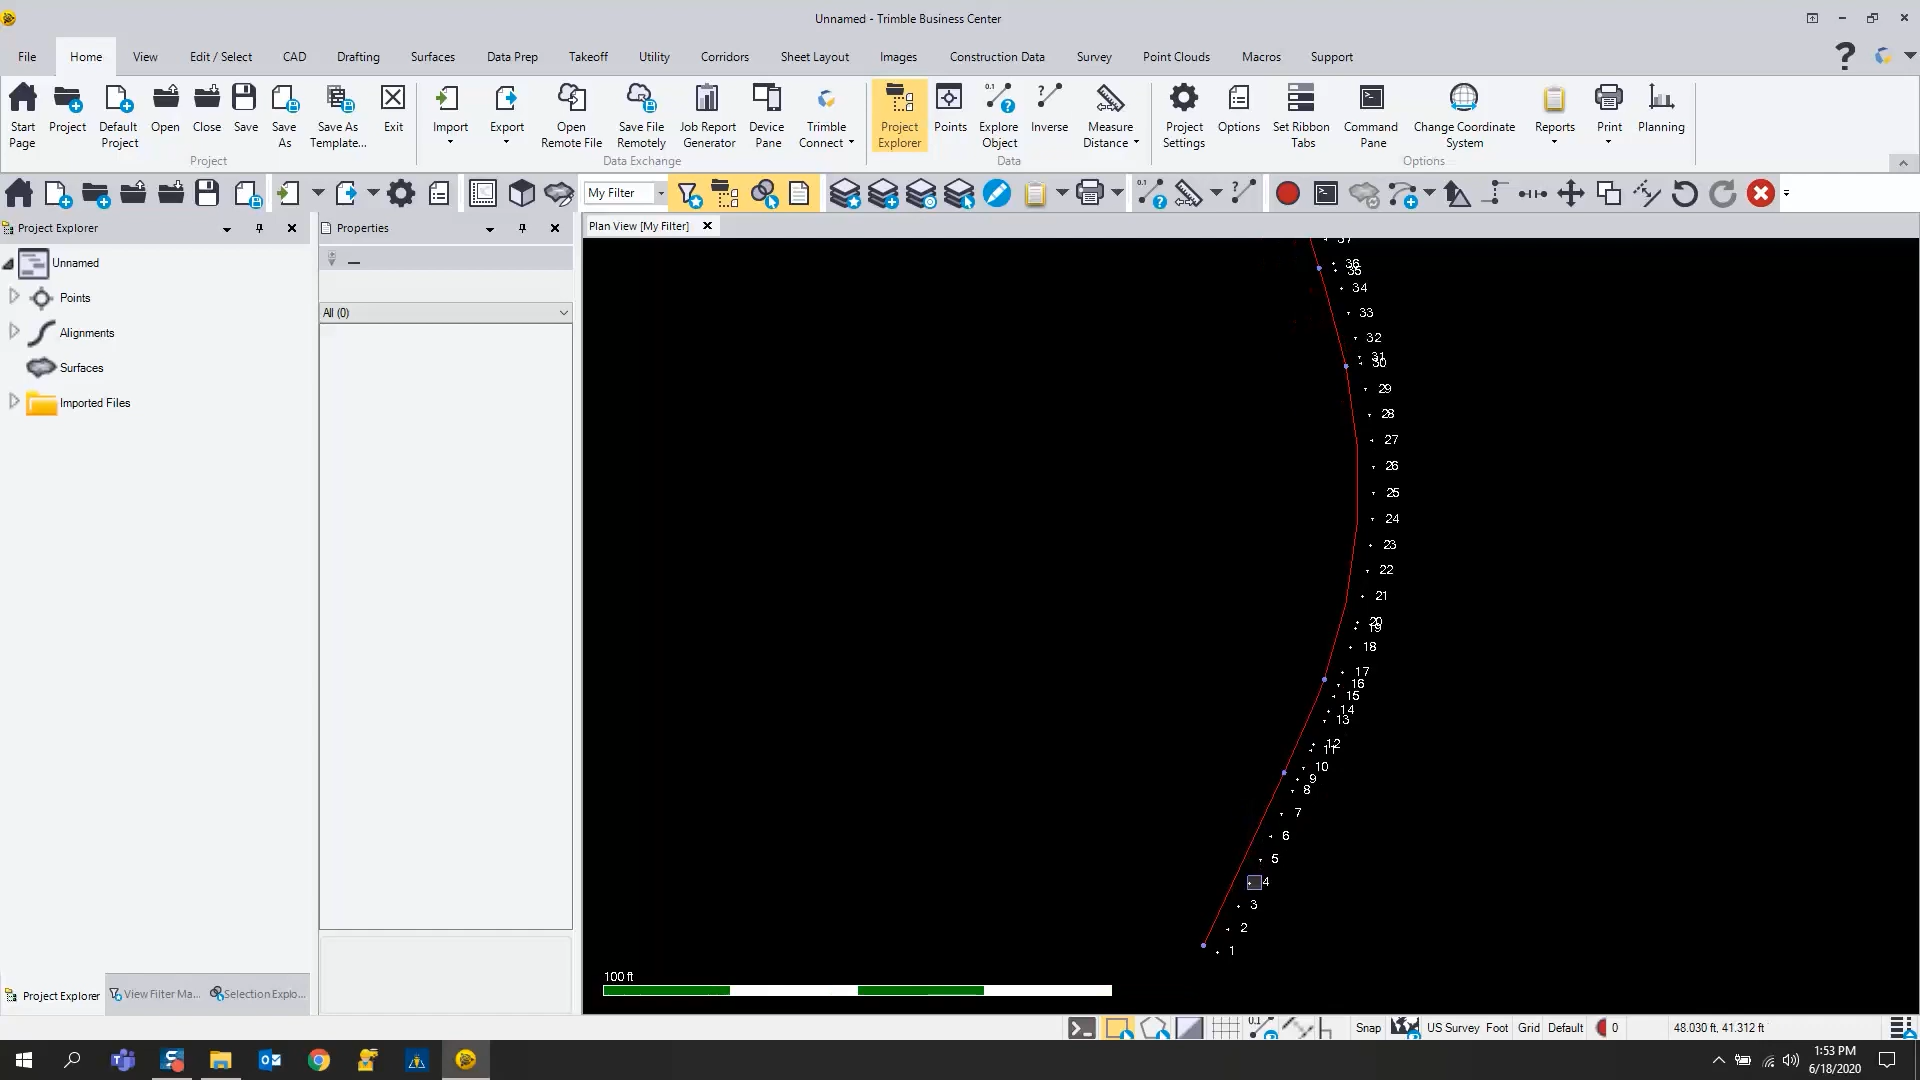 Unnamed - Trimble Business Center
File Home View Edit / Select CAD Drafting Surfaces Data Prep Takeoff Utility Corridors Sheet Layout Images Construction Data Survey Point Clouds Macros Support
Start Page Project Default Project Open Close Save Save As Save As Template... Exit Import Export Open Remote File Save File Remotely Job Report Generator Device Pane Trimble Connect Project Explorer Points Explore Object Inverse Measure Distance Project Settings Options Set Ribbon Tabs Command Pane Change Coordinate System Reports Print Planning
Project Data Exchange Data Options
My Filter
Project Explorer Properties Plan View [My Filter]
Unnamed
Points
Alignments
Surfaces
Imported Files
All (0)
37
36
35
34
33
32
31
30
29
28
27
26
25
24
23
22
21
20
19
18
17
16
15
14
13
12
11
10
9
8
7
6
5
4
3
2
1
100 ft
Project Explorer View Filter Ma... Selection Explo...
Snap US Survey Foot Grid Default 0 48.030 ft, 41.312 ft
1:53 PM
6/18/2020